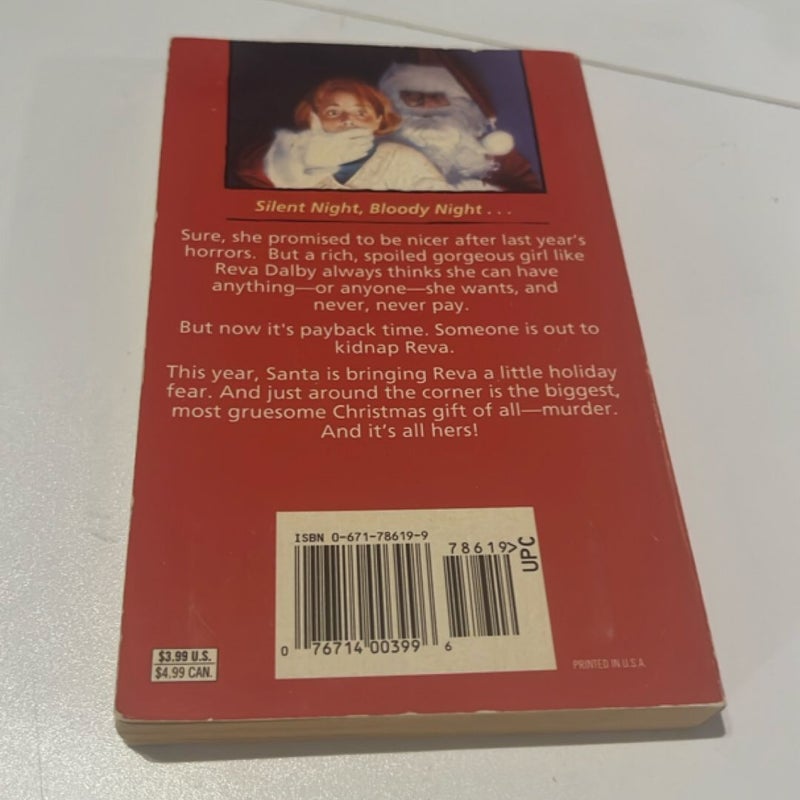 Silent Night, Bloody Night . . .
Sure, she promised to be nicer after last year's
horrors. But a rich, spoiled gorgeous girl like
Reva Dalby always thinks she can have
anything—or anyone—she wants, and
never, never pay.
But now it's payback time. Someone is out to
kidnap Reva.
This year, Santa is bringing Reva a little holiday
fear. And just around the corner is the biggest,
most gruesome Christmas gift of all—murder.
And it's all hers!
ISBN 0-671-78619-9
78619>
UPC
0 76714 00399 6
$3.99 U.S.
$4.99 CAN.
PRINTED IN U.S.A.